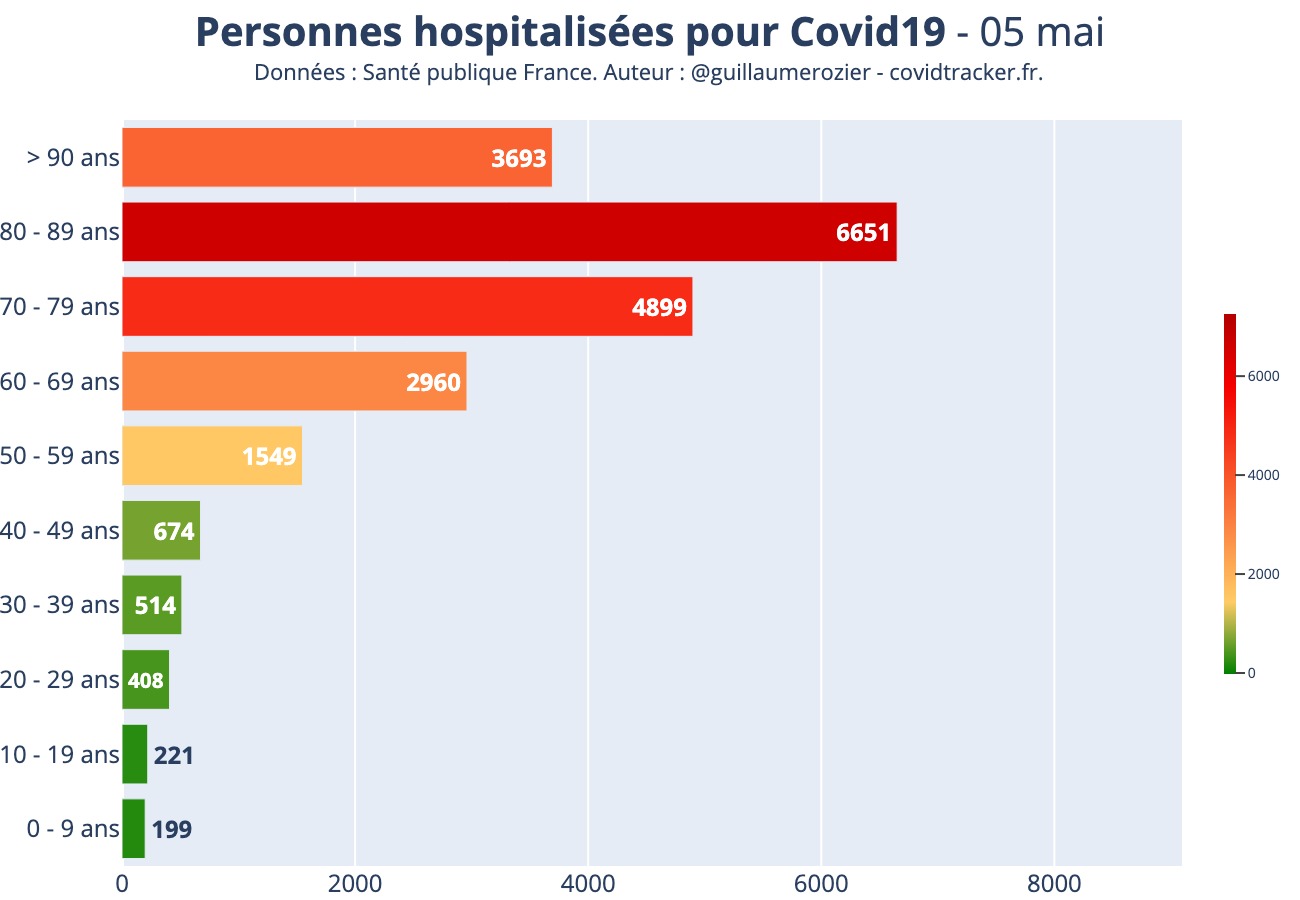 Personnes hospitalisées pour Covid19 - 05 mai
Données : Santé publique France. Auteur : @guillaumerozier - covidtracker.fr.
> 90 ans 3693
80 - 89 ans 6651
70 - 79 ans 4899
60 - 69 ans 2960
50 - 59 ans 1549
40 - 49 ans 674
30 - 39 ans 514
20 - 29 ans 408
10 - 19 ans 221
0 - 9 ans 199
0 2000 4000 6000 8000
6000
4000
2000
0